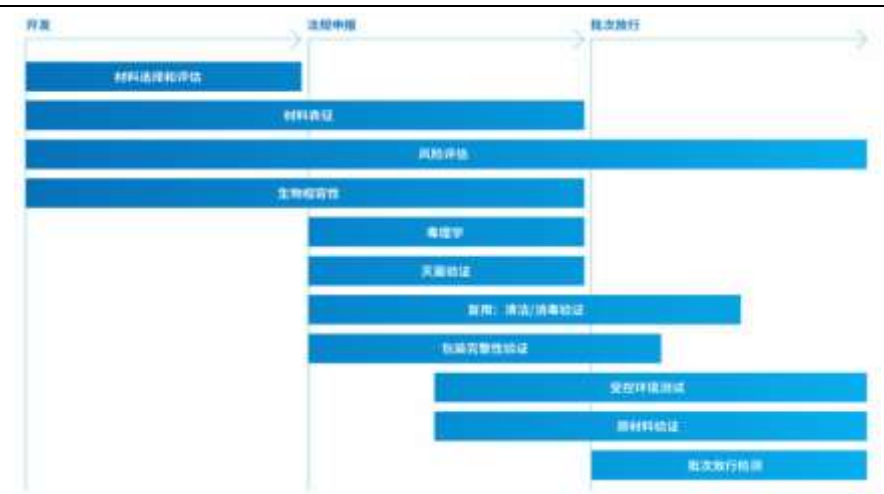 开发
法规申报
批次放行
材料选择和评估
材料表征
风险评估
生物相容性
毒理学
灭菌验证
复用：清洁/消毒验证
包装完整性验证
受控环境测试
原材料验证
批次放行检测